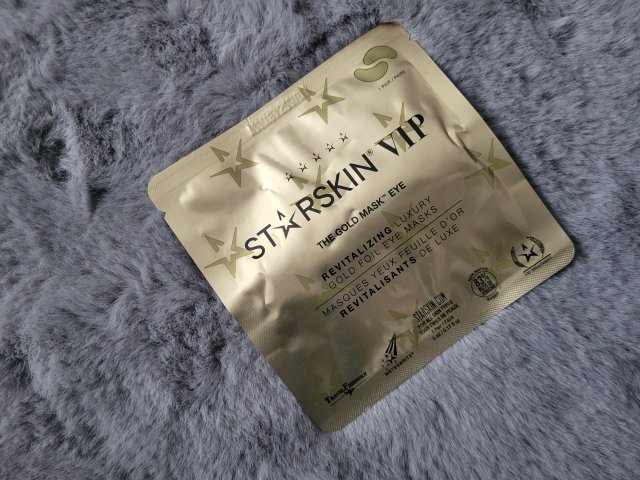 1 PAIR / PAIRE
STARSKIN® VIP
THE GOLD MASK™ EYE
REVITALIZING LUXURY
GOLD FOIL EYE MASKS
MASQUES YEUX FEUILLE D'OR
REVITALISANTS DE LUXE
STARSKIN.COM